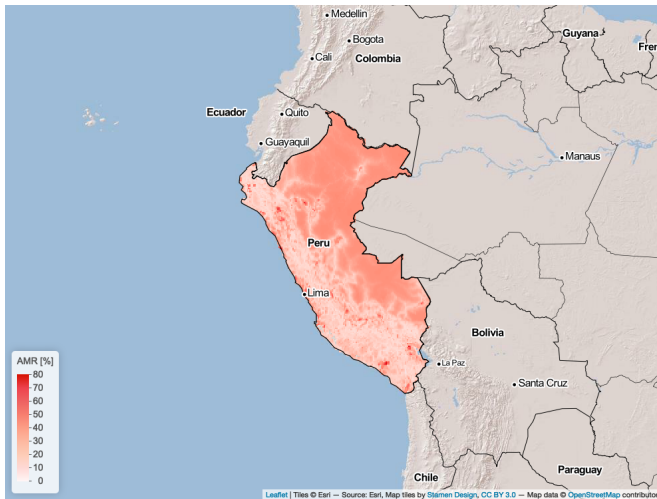 Medellin
Bogota
Cali
Colombia
Guyana
Fren
Ecuador
Quito
Guayaquil
Manaus
Peru
Lima
Bolivia
La Paz
Santa Cruz
Chile
Paraguay
AMR [%]
80
70
60
50
40
30
20
10
0
Leaflet | Tiles © Esri — Source: Esri, Map tiles by Stamen Design, CC BY 3.0 — Map data © OpenStreetMap contributor